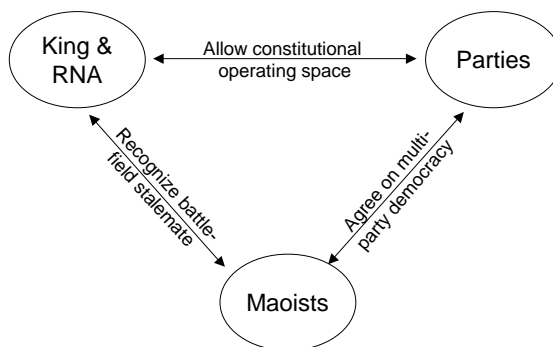 King &
RNA
Allow constitutional
operating space
Parties
Recognize battle-
field stalemate
Agree on multi-
party democracy
Maoists